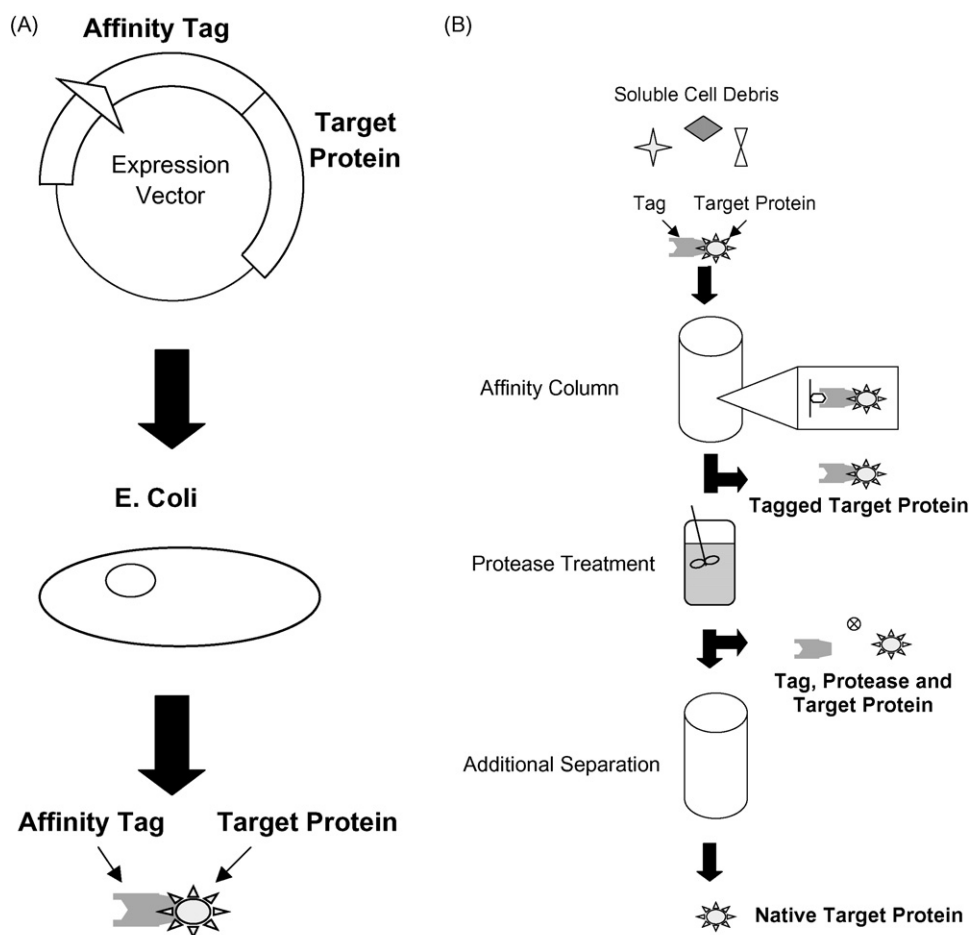 (A)
Affinity Tag
Target
Protein
Expression
Vector
E. Coli
Affinity Tag
Target Protein
(B)
Soluble Cell Debris
Tag
Target Protein
Affinity Column
Tagged Target Protein
Protease Treatment
Tag, Protease and
Target Protein
Additional Separation
Native Target Protein